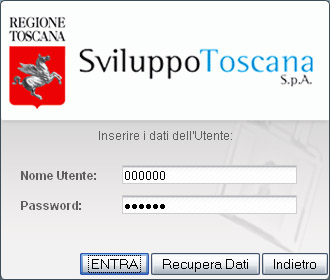 REGIONE
TOSCANA
SviluppoToscana
S.p.A.
Inserire i dati dell'Utente:
Nome Utente: 000000
Password: ●●●●●●
ENTRA Recupera Dati Indietro